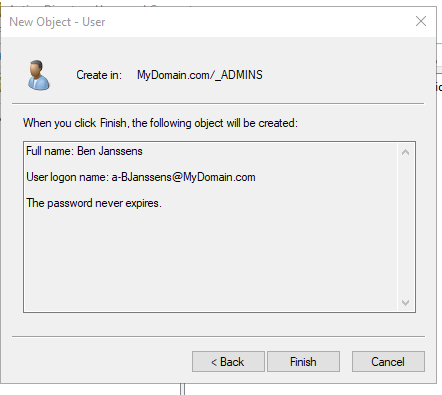 New Object - User
Create in: MyDomain.com/_ADMINS
When you click Finish, the following object will be created:
Full name: Ben Janssens
User logon name: a-BJanssens@MyDomain.com
The password never expires.
< Back Finish Cancel